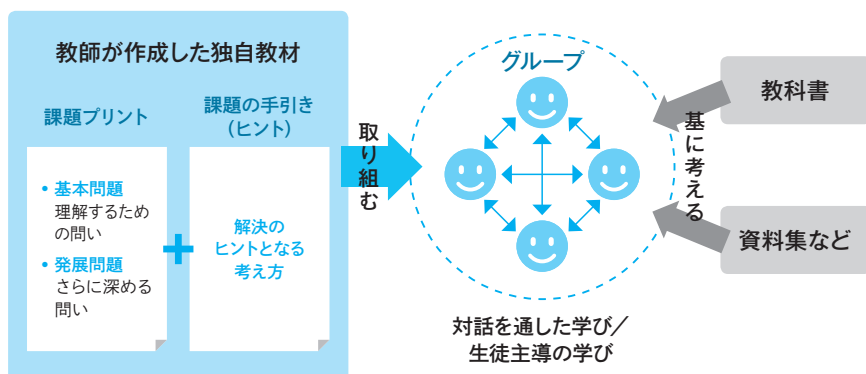 教師が作成した独自教材
課題プリント
課題の手引き
（ヒント）
• 基本問題
理解するため
の問い
• 発展問題
さらに深める
問い
+
解決の
ヒントとなる
考え方
取り組む
グループ
対話を通した学び／
生徒主導の学び
基に考える
教科書
資料集など